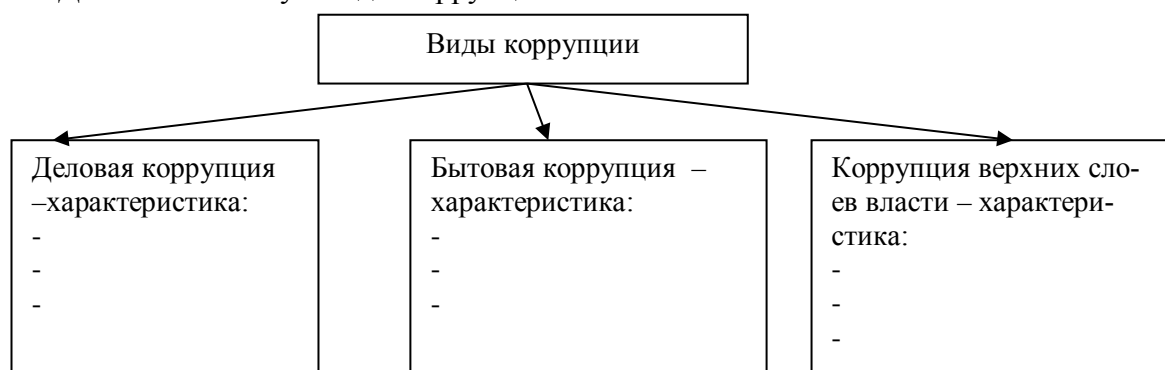 Виды коррупции
Деловая коррупция
–характеристика:
-
-
-
Бытовая коррупция –
характеристика:
-
-
-
Коррупция верхних сло-
ев власти – характери-
стика:
-
-
-